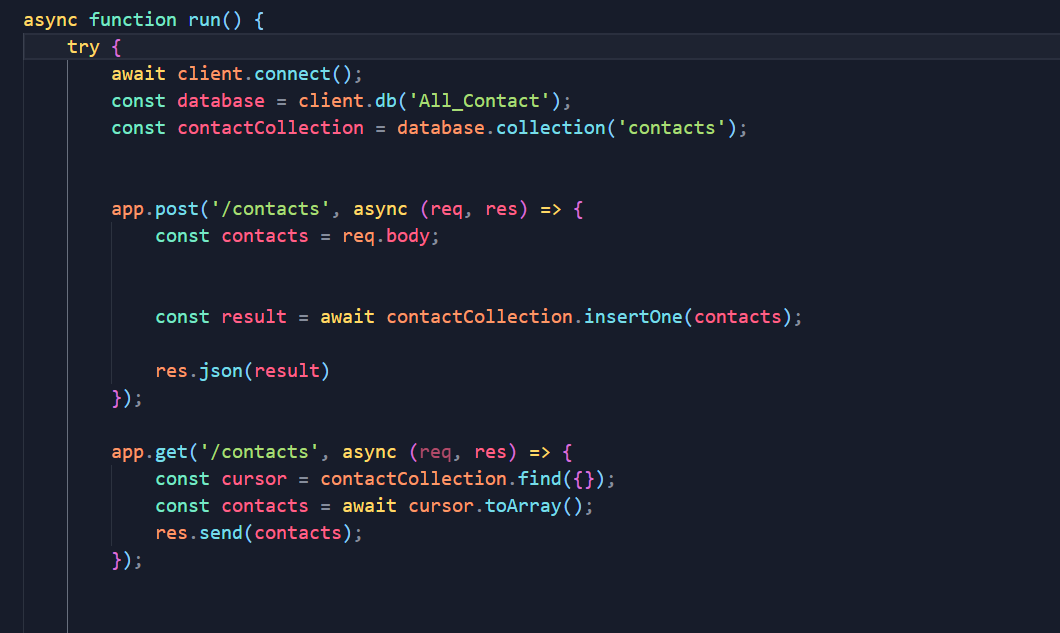 async function run() {
    try {
        await client.connect();
        const database = client.db('All_Contact');
        const contactCollection = database.collection('contacts');
        app.post('/contacts', async (req, res) => {
            const contacts = req.body;
            const result = await contactCollection.insertOne(contacts);
            res.json(result)
        });
        app.get('/contacts', async (req, res) => {
            const cursor = contactCollection.find({});
            const contacts = await cursor.toArray();
            res.send(contacts);
        });